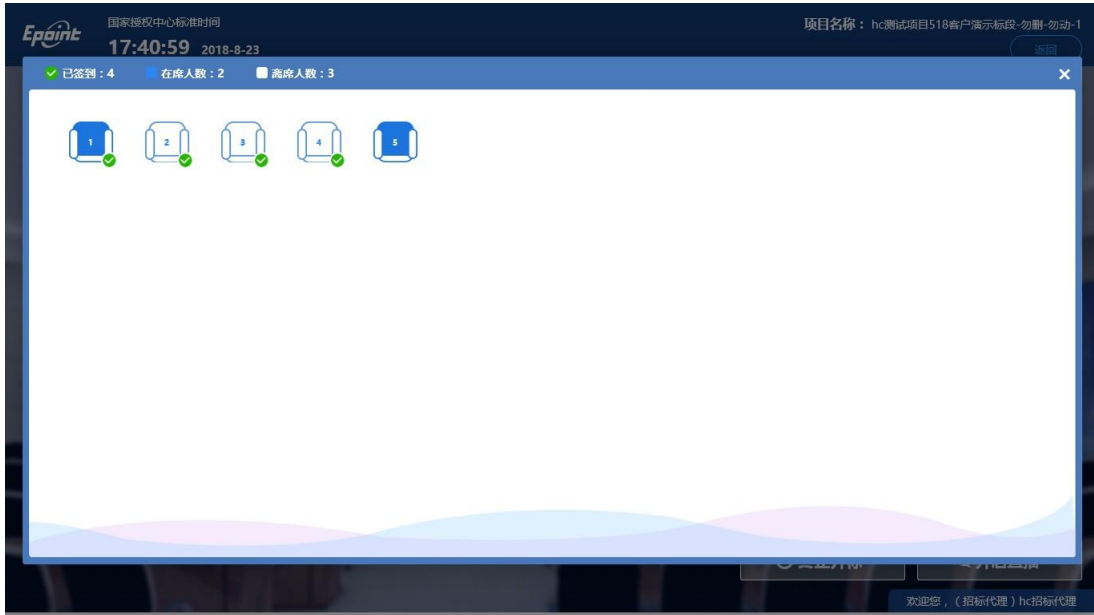 Epoint
国家授权中心标准时间
17:40:59 2018-8-23
项目名称： hc测试项目518客户演示标段-勿删-勿动-1
返回
已签到：4 在席人数：2 离席人数：3
1 2 3 4 5
欢迎您，（招标代理）hc招标代理